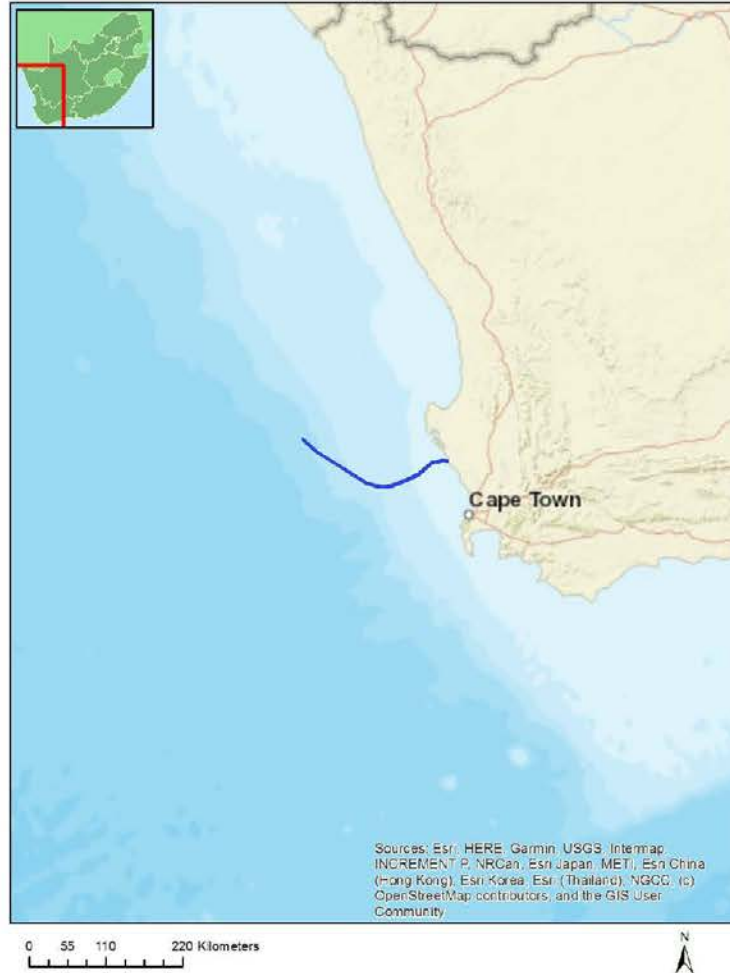 Cape Town
Sources: Esri, HERE, Garmin, USGS, Intermap,
INCREMENT P, NRCan, Esri Japan, METI, Esri China
(Hong Kong), Esri Korea, Esri (Thailand), NGCC, (c)
OpenStreetMap contributors, and the GIS User
Community
0 55 110 220 Kilometers
N